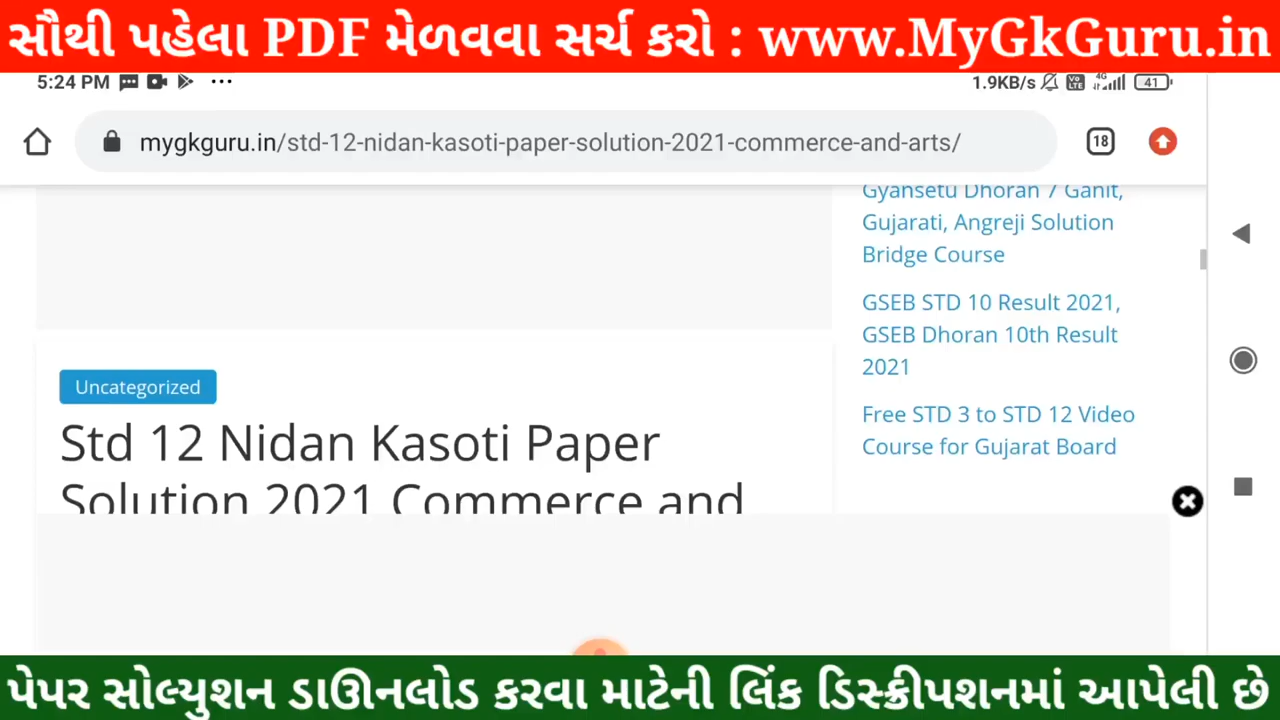 સૌથી પહેલા PDF મેળવવા સર્ચ કરો : www.MyGkGuru.in
5:24 PM
1.9KB/s
4G
Vo
LTE
41
mygkguru.in/std-12-nidan-kasoti-paper-solution-2021-commerce-and-arts/
18
Gyansetu Dhoran 7 Ganit,
Gujarati, Angreji Solution
Bridge Course
GSEB STD 10 Result 2021,
GSEB Dhoran 10th Result
2021
Free STD 3 to STD 12 Video
Course for Gujarat Board
Uncategorized
Std 12 Nidan Kasoti Paper
Solution 2021 Commerce and
પેપર સોલ્યુશન ડાઊનલોડ કરવા માટેની લિંક ડિસ્ક્રીપશનમાં આપેલી છે